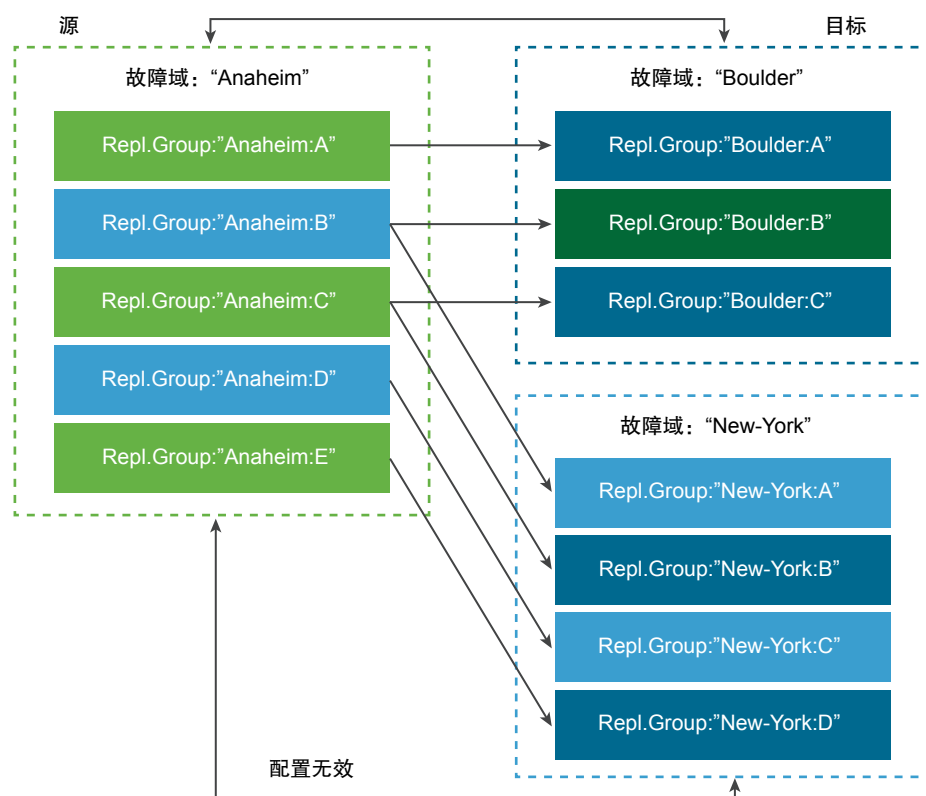 源
目标
故障域：“Anaheim”
Repl.Group:”Anaheim:A”
Repl.Group:”Anaheim:B”
Repl.Group:”Anaheim:C”
Repl.Group:”Anaheim:D”
Repl.Group:”Anaheim:E”
故障域：“Boulder”
Repl.Group:”Boulder:A”
Repl.Group:”Boulder:B”
Repl.Group:”Boulder:C”
故障域：“New-York”
Repl.Group:”New-York:A”
Repl.Group:”New-York:B”
Repl.Group:”New-York:C”
Repl.Group:”New-York:D”
配置无效